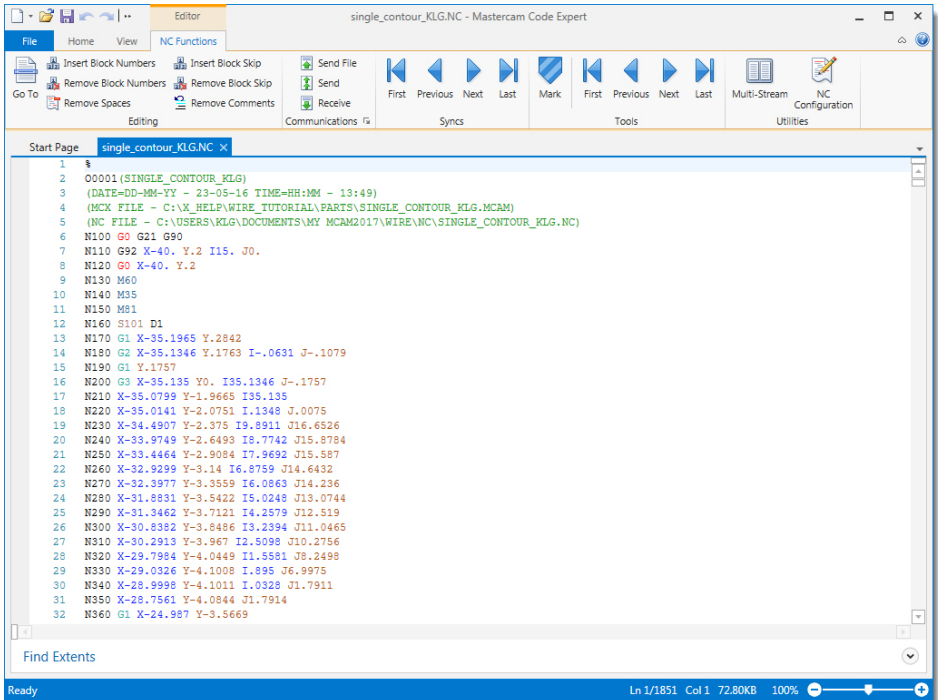 Editor
single_contour_KLG.NC - Mastercam Code Expert
File Home View NC Functions
Go To
Insert Block Numbers
Remove Block Numbers
Remove Spaces
Insert Block Skip
Remove Block Skip
Remove Comments
Editing
Send File
Send
Receive
Communications
First Previous Next Last
Syncs
Mark
First Previous Next Last
Tools
Multi-Stream
NC
Configuration
Utilities
Start Page single_contour_KLG.NC
1 %
2 O0001(SINGLE_CONTOUR_KLG)
3 (DATE=DD-MM-YY - 23-05-16 TIME=HH:MM - 13:49)
4 (MCX FILE - C:\X_HELP\WIRE_TUTORIAL\PARTS\SINGLE_CONTOUR_KLG.MCAM)
5 (NC FILE - C:\USERS\KLG\DOCUMENTS\MY MCAM2017\WIRE\NC\SINGLE_CONTOUR_KLG.NC)
6 N100 G0 G21 G90
7 N110 G92 X-40. Y.2 I15. J0.
8 N120 G0 X-40. Y.2
9 N130 M60
10 N140 M35
11 N150 M81
12 N160 S101 D1
13 N170 G1 X-35.1965 Y.2842
14 N180 G2 X-35.1346 Y.1763 I-.0631 J-.1079
15 N190 G1 Y.1757
16 N200 G3 X-35.135 Y0. I35.1346 J-.1757
17 N210 X-35.0799 Y-1.9665 I35.135
18 N220 X-35.0141 Y-2.0751 I.1348 J.0075
19 N230 X-34.4907 Y-2.375 I9.8911 J16.6526
20 N240 X-33.9749 Y-2.6493 I8.7742 J15.8784
21 N250 X-33.4464 Y-2.9084 I7.9692 J15.587
22 N260 X-32.9299 Y-3.14 I6.8759 J14.6432
23 N270 X-32.3977 Y-3.3559 I6.0863 J14.236
24 N280 X-31.8831 Y-3.5422 I5.0248 J13.0744
25 N290 X-31.3462 Y-3.7121 I4.2579 J12.519
26 N300 X-30.8382 Y-3.8486 I3.2394 J11.0465
27 N310 X-30.2913 Y-3.967 I2.5098 J10.2756
28 N320 X-29.7984 Y-4.0449 I1.5581 J8.2498
29 N330 X-29.0326 Y-4.1008 I.895 J6.9975
30 N340 X-28.9998 Y-4.1011 I.0328 J1.7911
31 N350 X-28.7561 Y-4.0844 J1.7914
32 N360 G1 X-24.987 Y-3.5669
Find Extents
Ready
Ln 1/1851 Col 1 72.80KB 100%